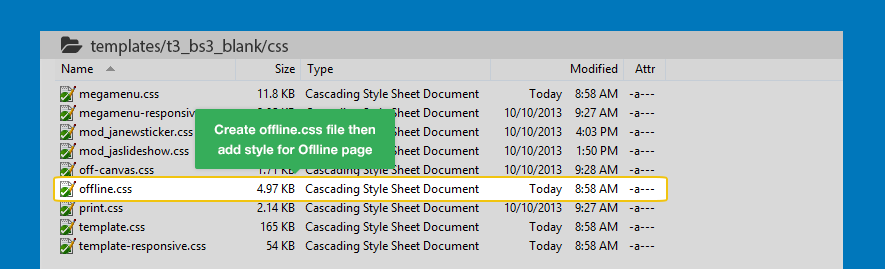 templates/t3_bs3_blank/css
Name Size Type Modified Attr
megamenu.css 11.8 KB Cascading Style Sheet Document Today 8:58 AM -a---
megamenu-respons Cascading Style Sheet Document 10/10/2013 9:27 AM -a---
mod_janewsticker.css Cascading Style Sheet Document 10/10/2013 4:03 PM -a---
mod_jaslideshow.css Cascading Style Sheet Document 10/10/2013 1:50 PM -a---
Create offline.css file then
add style for Offline page
off-canvas.css 1.71 KB Cascading Style Sheet Document 10/10/2013 9:28 AM -a---
offline.css 4.97 KB Cascading Style Sheet Document Today 8:58 AM -a---
print.css 2.14 KB Cascading Style Sheet Document 10/10/2013 9:27 AM -a---
template.css 165 KB Cascading Style Sheet Document Today 8:58 AM -a---
template-responsive.css 54 KB Cascading Style Sheet Document Today 8:58 AM -a---